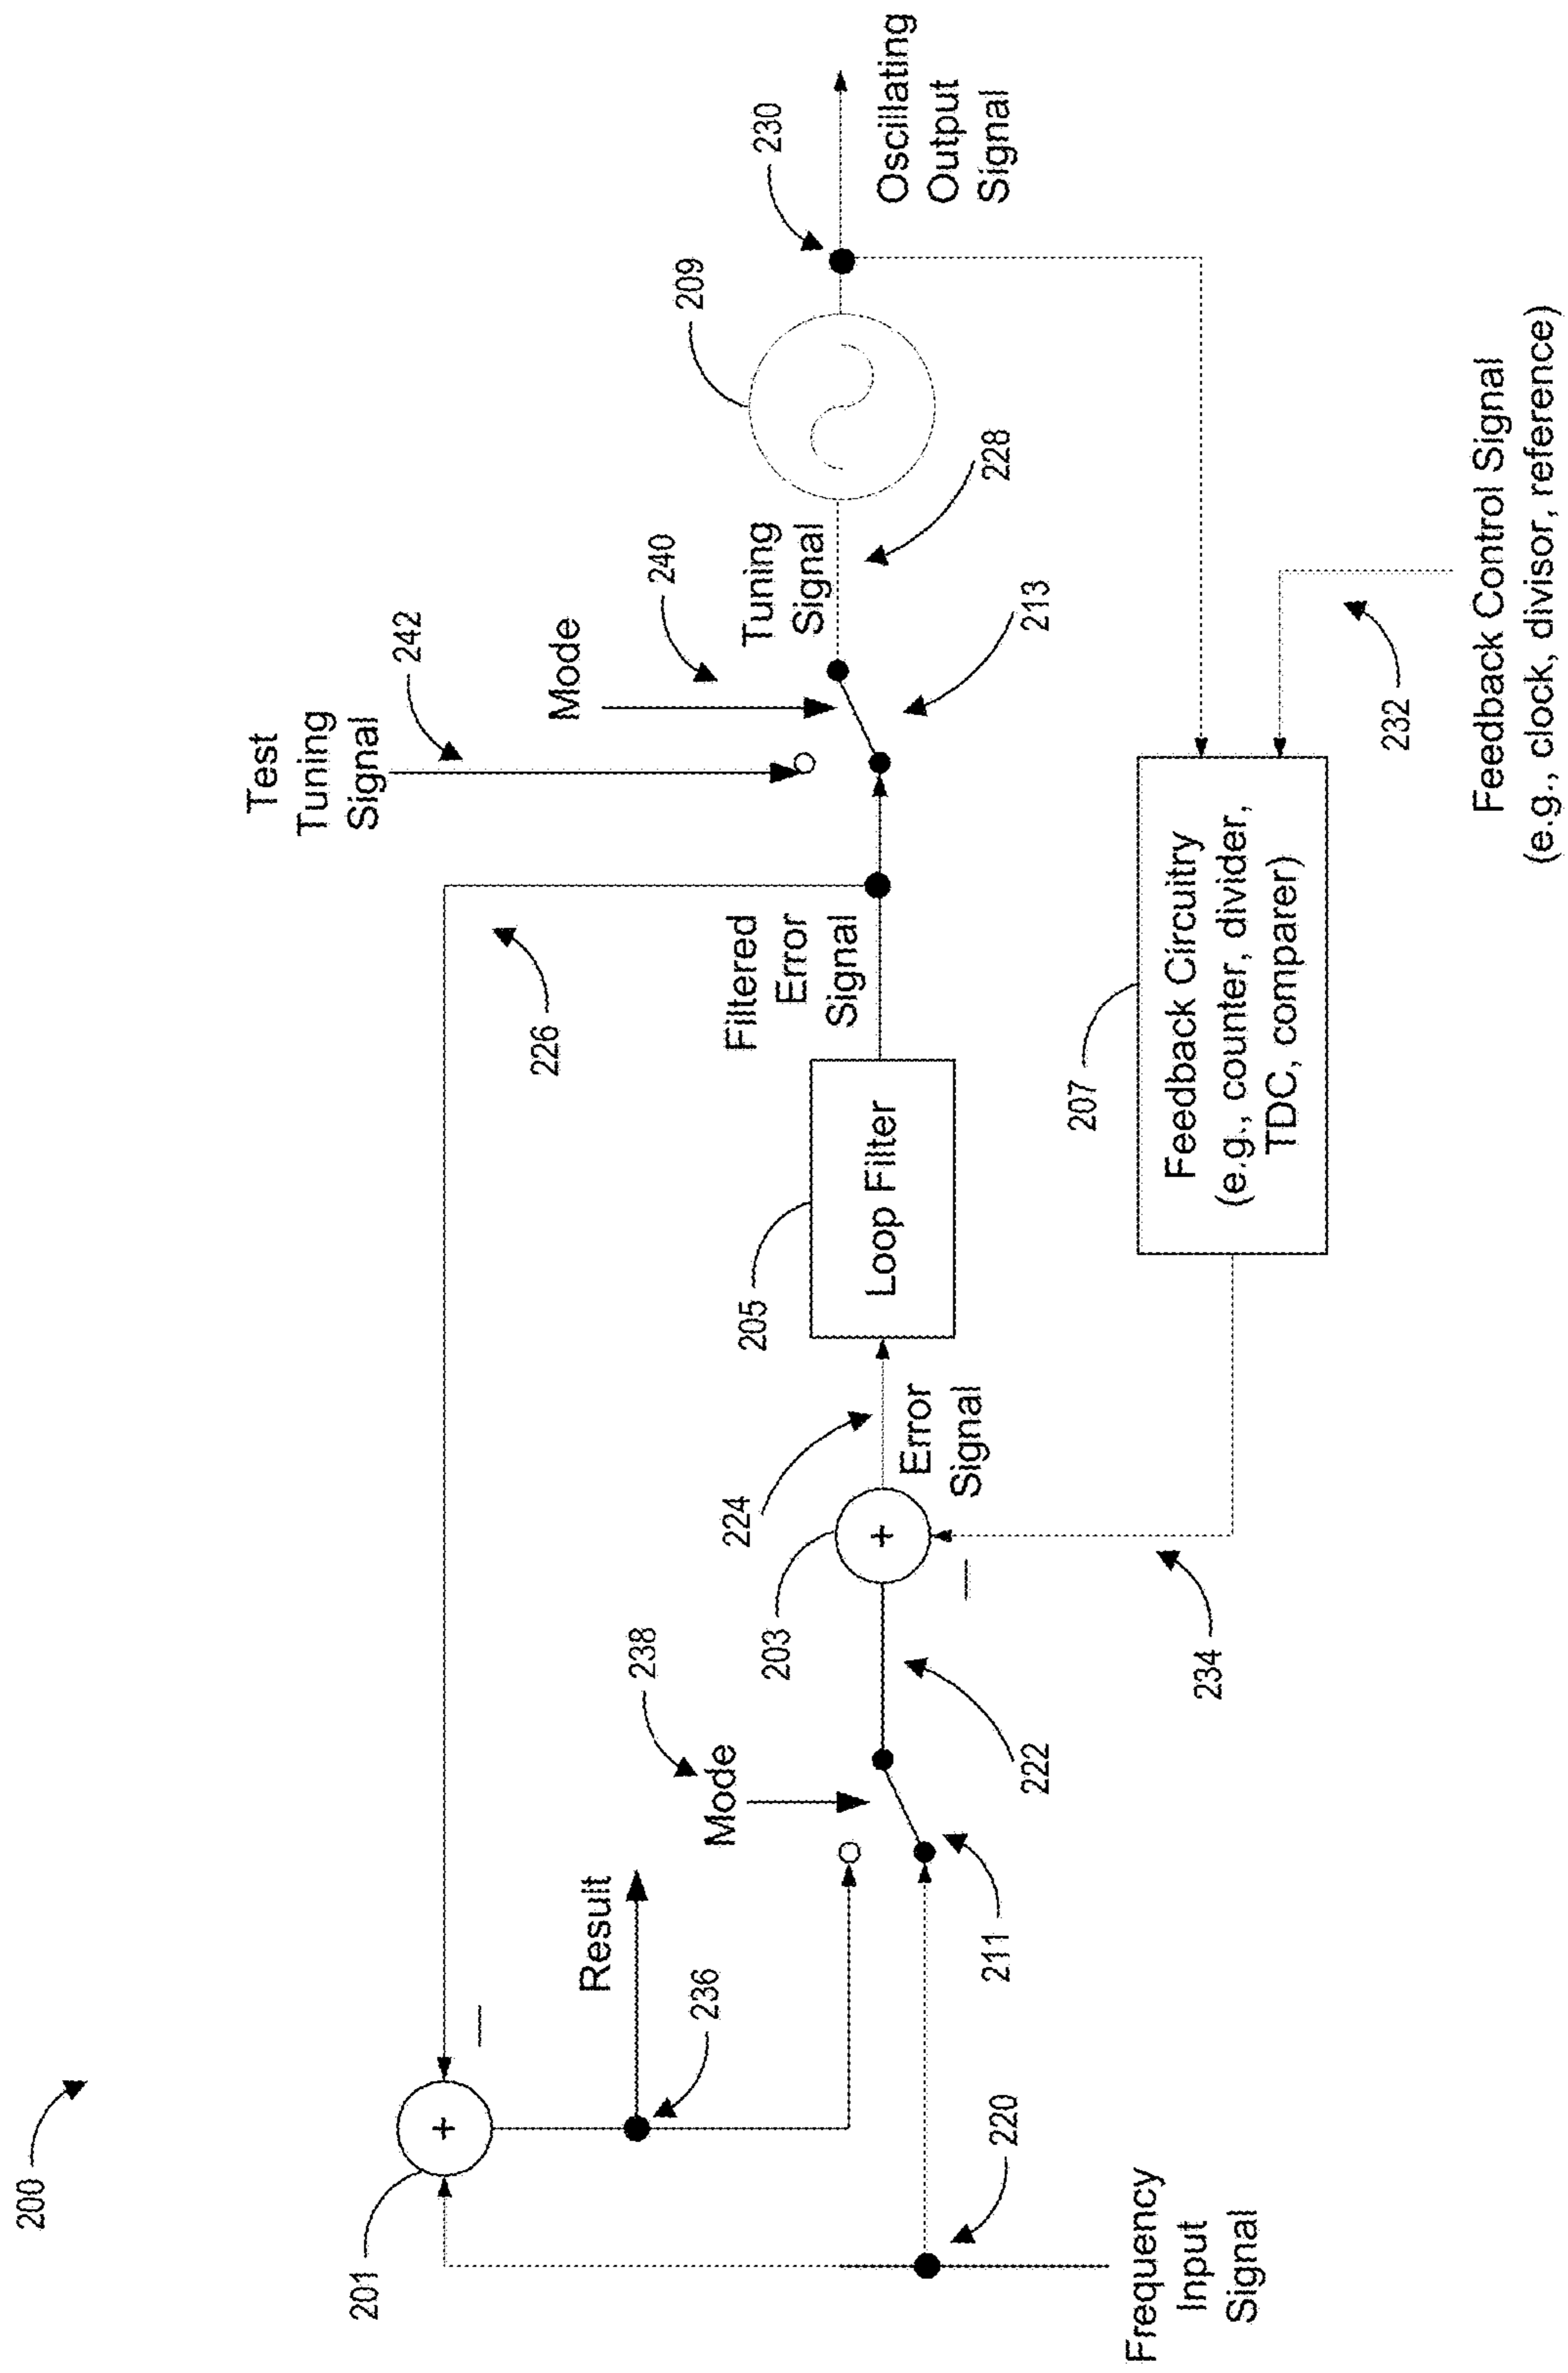 200
Test
Tuning
Signal
242
Mode
240
Tuning
Signal
228
209
230
Oscillating
Output
Signal
213
226
Filtered
Error
Signal
205
Loop Filter
201
+
–
Result
236
Mode
238
211
222
203
+
–
224
Error
Signal
220
Frequency
Input
Signal
234
207
Feedback Circuitry
(e.g., counter, divider,
TDC, comparer)
232
Feedback Control Signal
(e.g., clock, divisor, reference)